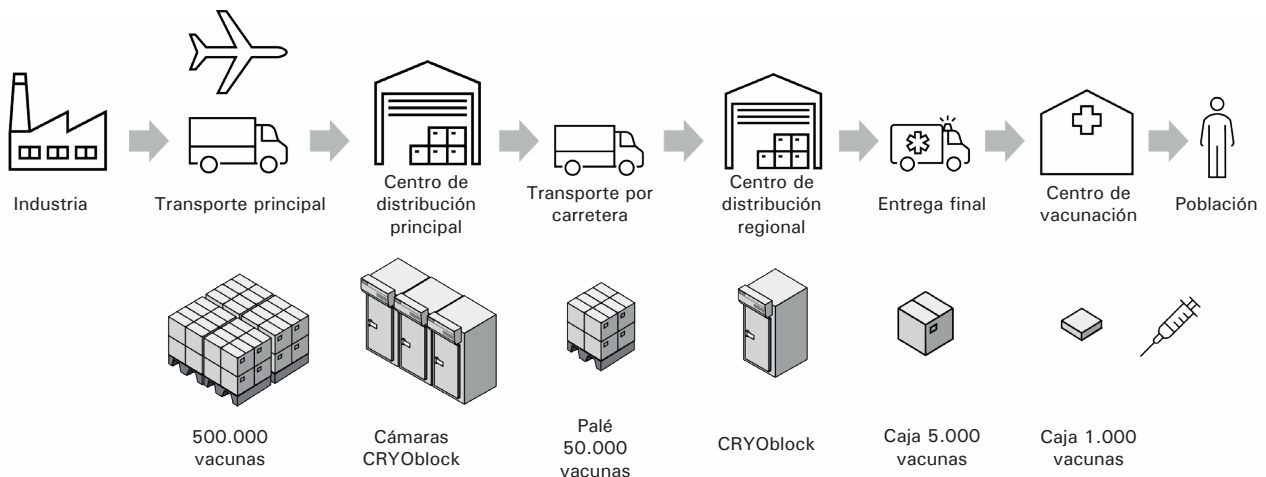 Industria
Transporte principal
Centro de
distribución
principal
Transporte por
carretera
Centro de
distribución
regional
Entrega final
Centro de
vacunación
Población
500.000
vacunas
Cámaras
CRYOblock
Palé
50.000
vacunas
CRYOblock
Caja 5.000
vacunas
Caja 1.000
vacunas